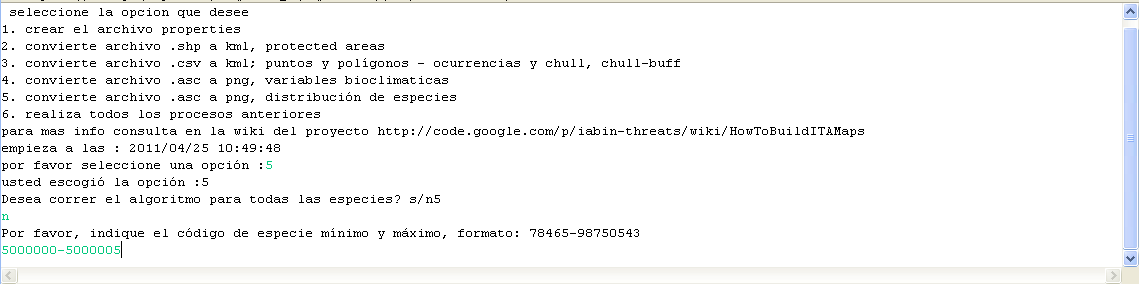 seleccione la opcion que desee
1. crear el archivo properties
2. convierte archivo .shp a kml, protected areas
3. convierte archivo .csv a kml; puntos y polígonos - ocurrencias y chull, chull-buff
4. convierte archivo .asc a png, variables bioclimaticas
5. convierte archivo .asc a png, distribución de especies
6. realiza todos los procesos anteriores
para mas info consulta en la wiki del proyecto http://code.google.com/p/iabin-threats/wiki/HowToBuildITAMaps
empieza a las : 2011/04/25 10:49:48
por favor seleccione una opción :5
usted escogió la opción :5
Desea correr el algoritmo para todas las especies? s/n5
n
Por favor, indique el código de especie mínimo y máximo, formato: 78465-98750543
5000000-5000005